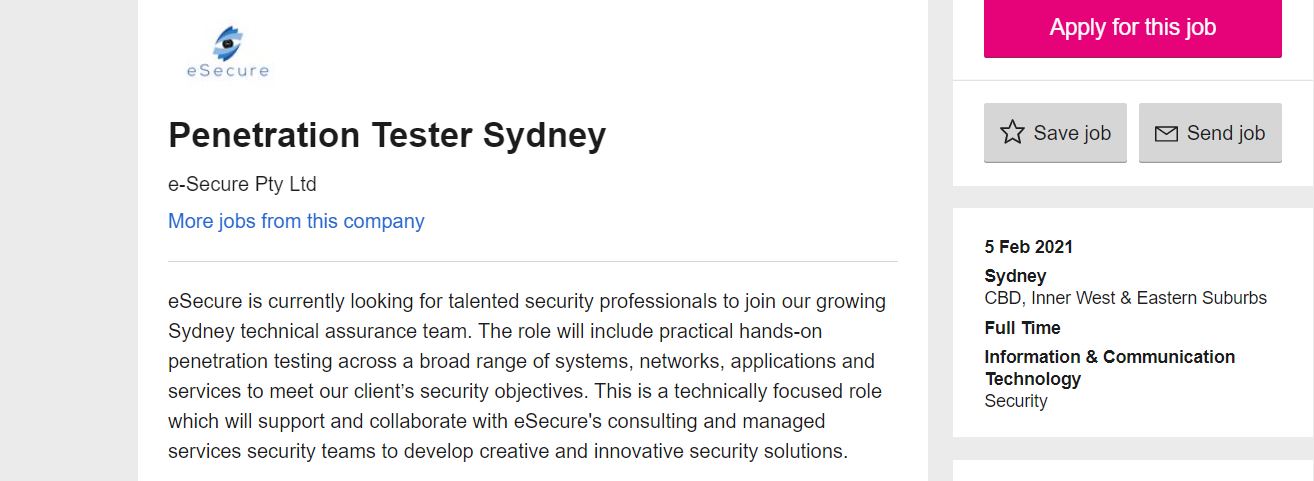 eSecure
Penetration Tester Sydney
e-Secure Pty Ltd
More jobs from this company
eSecure is currently looking for talented security professionals to join our growing
Sydney technical assurance team. The role will include practical hands-on
penetration testing across a broad range of systems, networks, applications and
services to meet our client's security objectives. This is a technically focused role
which will support and collaborate with eSecure's consulting and managed
services security teams to develop creative and innovative security solutions.
Apply for this job
Save job
Send job
5 Feb 2021
Sydney
CBD, Inner West & Eastern Suburbs
Full Time
Information & Communication
Technology
Security